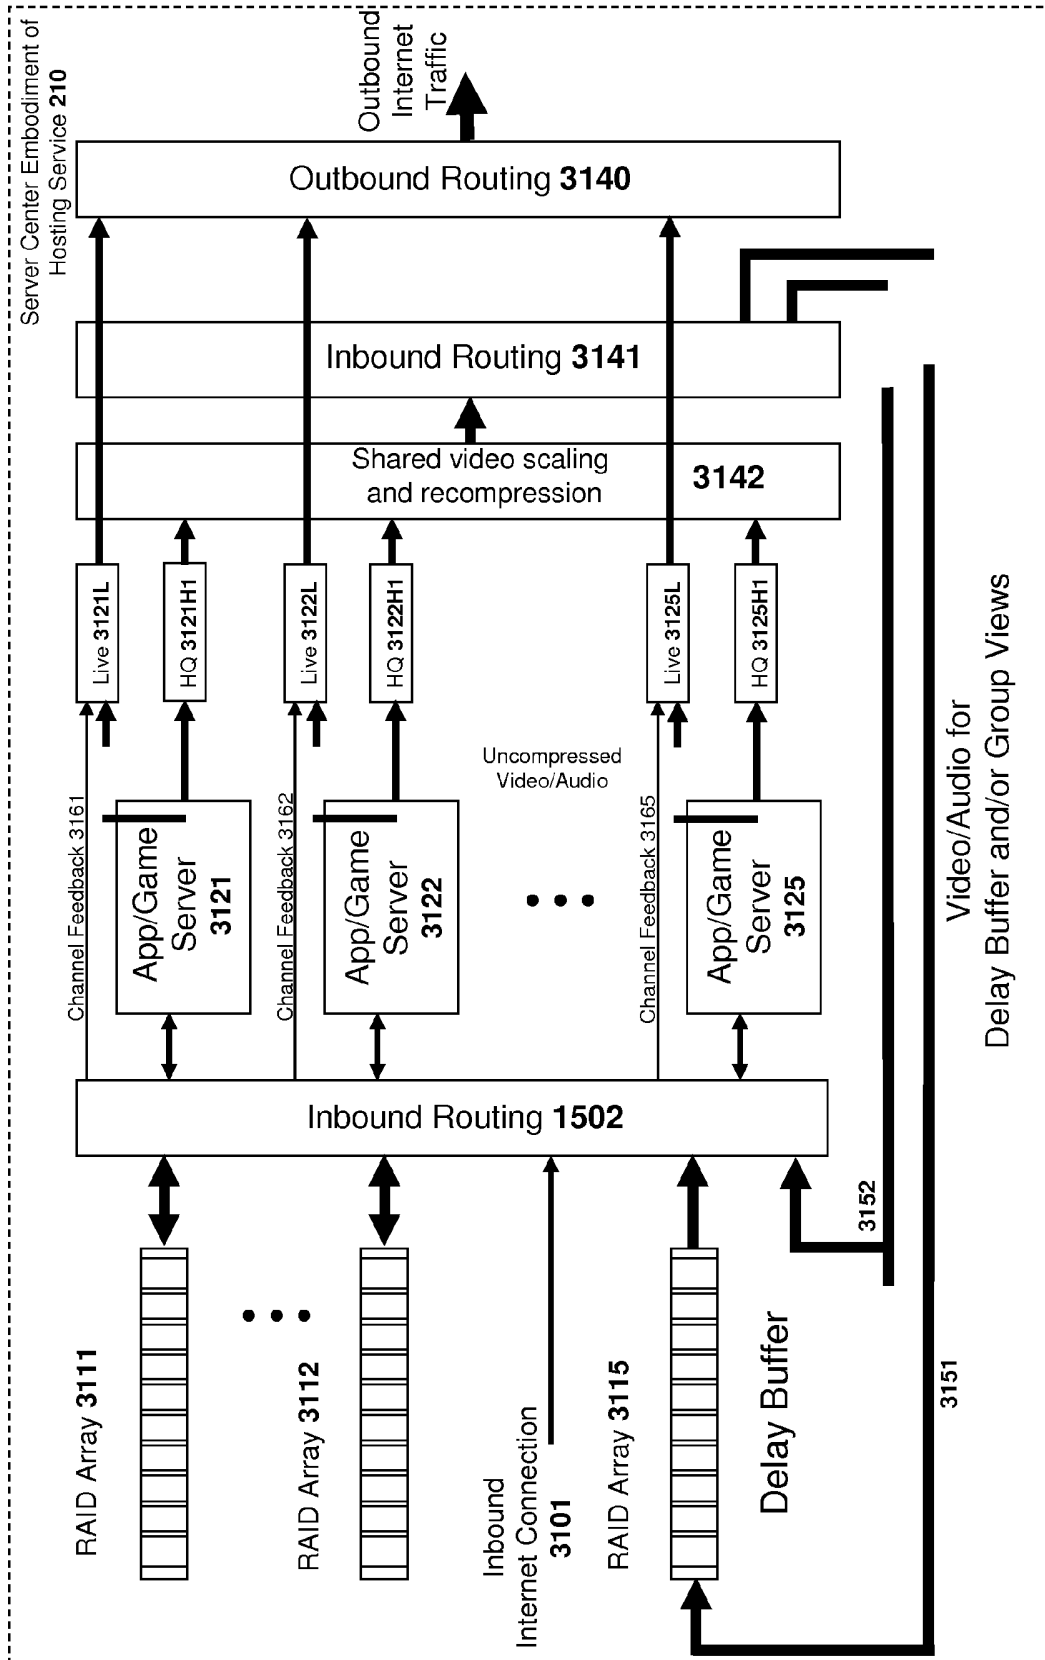 Server Center Embodiment of
Hosting Service 210
Outbound
Internet
Traffic
Outbound Routing 3140
Inbound Routing 3141
Shared video scaling
and recompression
3142
Live 3121L
HQ 3121H1
Live 3122L
HQ 3122H1
Live 3125L
HQ 3125H1
Uncompressed
Video/Audio
Channel Feedback 3161
App/Game
Server
3121
Channel Feedback 3162
App/Game
Server
3122
Channel Feedback 3165
App/Game
Server
3125
Inbound Routing 1502
RAID Array 3111
RAID Array 3112
Inbound
Internet Connection
3101
RAID Array 3115
Delay Buffer
3152
3151
Video/Audio for
Delay Buffer and/or Group Views